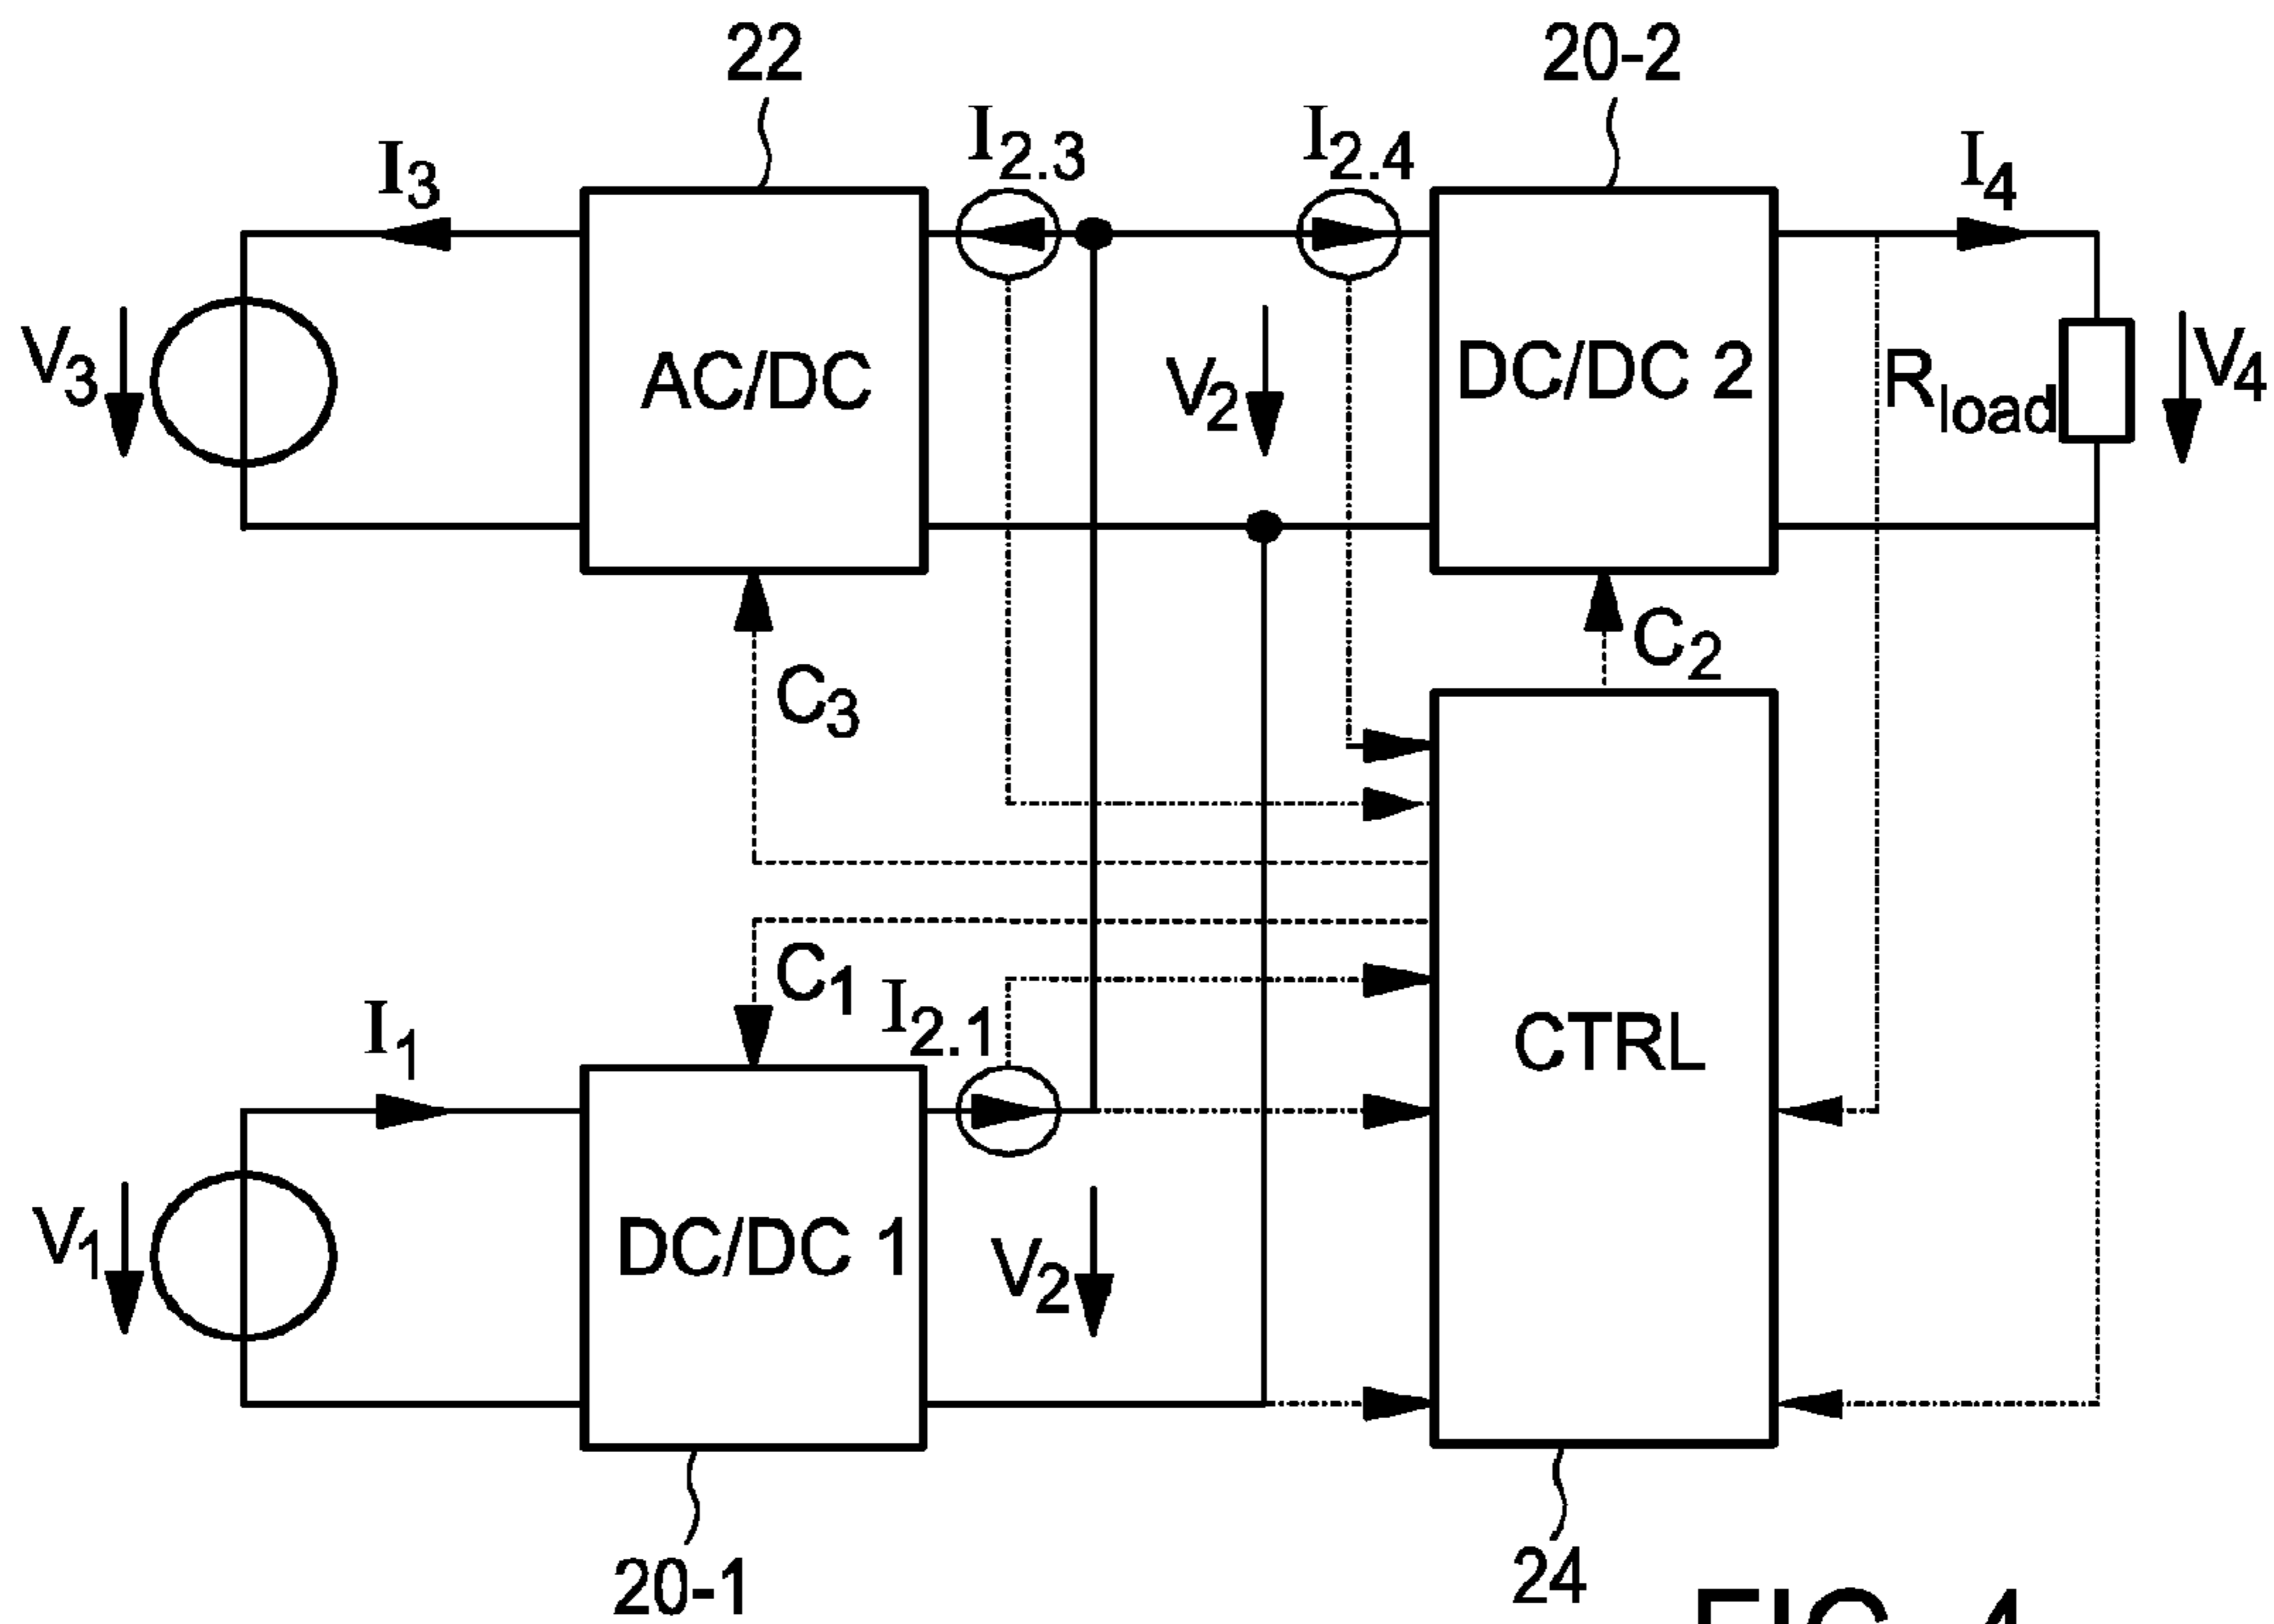 22
20-2
I2.3
I2.4
I3
I4
V3
AC/DC
V2
DC/DC 2
Rload
V4
C3
C2
C1
I2.1
I1
CTRL
V1
DC/DC 1
V2
20-1
24